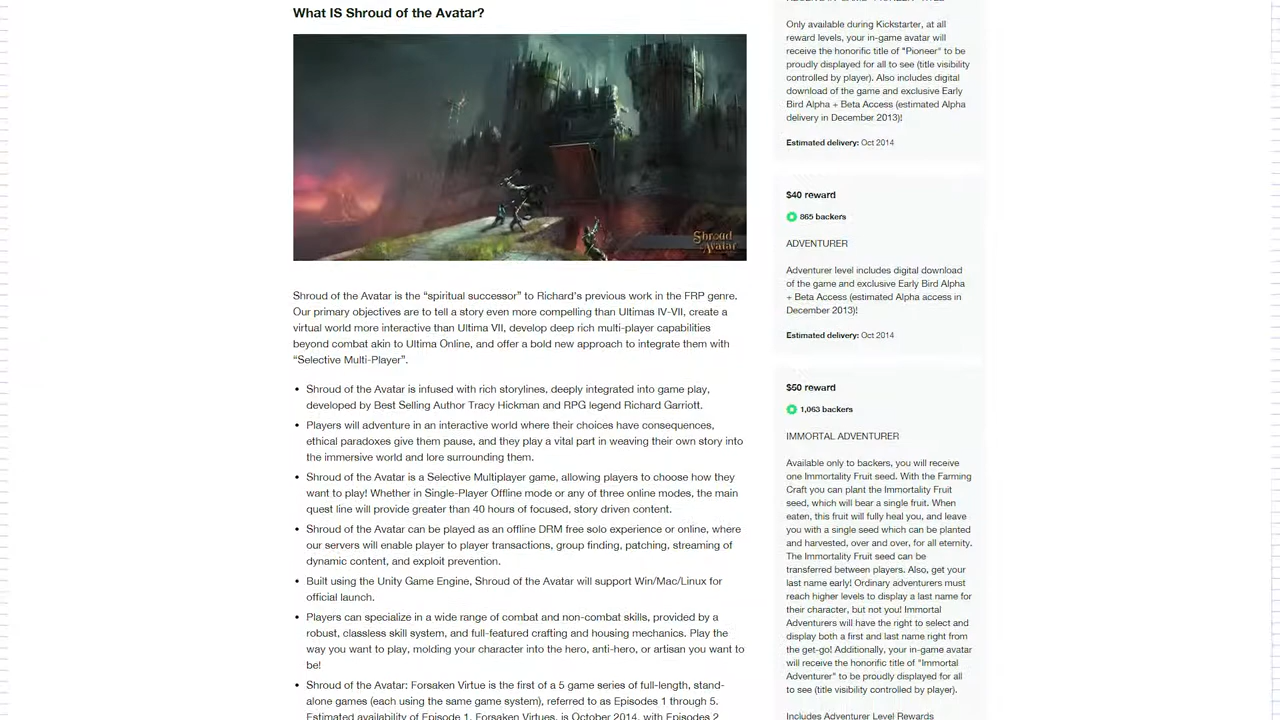 What IS Shroud of the Avatar?
Shroud
Avatar
Shroud of the Avatar is the “spiritual successor” to Richard’s previous work in the FRP genre.
Our primary objectives are to tell a story even more compelling than Ultimas IV-VII, create a
virtual world more interactive than Ultima VII, develop deep rich multi-player capabilities
beyond combat akin to Ultima Online, and offer a bold new approach to integrate them with
“Selective Multi-Player”.
• Shroud of the Avatar is infused with rich storylines, deeply integrated into game play,
developed by Best Selling Author Tracy Hickman and RPG legend Richard Garriott.
• Players will adventure in an interactive world where their choices have consequences,
ethical paradoxes give them pause, and they play a vital part in weaving their own story into
the immersive world and lore surrounding them.
• Shroud of the Avatar is a Selective Multiplayer game, allowing players to choose how they
want to play! Whether in Single-Player Offline mode or any of three online modes, the main
quest line will provide greater than 40 hours of focused, story driven content.
• Shroud of the Avatar can be played as an offline DRM free solo experience or online, where
our servers will enable player to player transactions, group finding, patching, streaming of
dynamic content, and exploit prevention.
• Built using the Unity Game Engine, Shroud of the Avatar will support Win/Mac/Linux for
official launch.
• Players can specialize in a wide range of combat and non-combat skills, provided by a
robust, classless skill system, and full-featured crafting and housing mechanics. Play the
way you want to play, molding your character into the hero, anti-hero, or artisan you want to
be!
• Shroud of the Avatar: Forsaken Virtue is the first of a 5 game series of full-length, stand-
alone games (each using the same game system), referred to as Episodes 1 through 5.
Estimated availability of Episode 1, Forsaken Virtues, is October 2014, with Episodes 2
Only available during Kickstarter, at all
reward levels, your in-game avatar will
receive the honorific title of "Pioneer" to be
proudly displayed for all to see (title visibility
controlled by player). Also includes digital
download of the game and exclusive Early
Bird Alpha + Beta Access (estimated Alpha
delivery in December 2013)!
Estimated delivery: Oct 2014
$40 reward
865 backers
ADVENTURER
Adventurer level includes digital download
of the game and exclusive Early Bird Alpha
+ Beta Access (estimated Alpha access in
December 2013)!
Estimated delivery: Oct 2014
$50 reward
1,063 backers
IMMORTAL ADVENTURER
Available only to backers, you will receive
one Immortality Fruit seed. With the Farming
Craft you can plant the Immortality Fruit
seed, which will bear a single fruit. When
eaten, this fruit will fully heal you, and leave
you with a single seed which can be planted
and harvested, over and over, for all eternity.
The Immortality Fruit seed can be
transferred between players. Also, get your
last name early! Ordinary adventurers must
reach higher levels to display a last name for
their character, but not you! Immortal
Adventurers will have the right to select and
display both a first and last name right from
the get-go! Additionally, your in-game avatar
will receive the honorific title of "Immortal
Adventurer" to be proudly displayed for all
to see (title visibility controlled by player).
Includes Adventurer Level Rewards